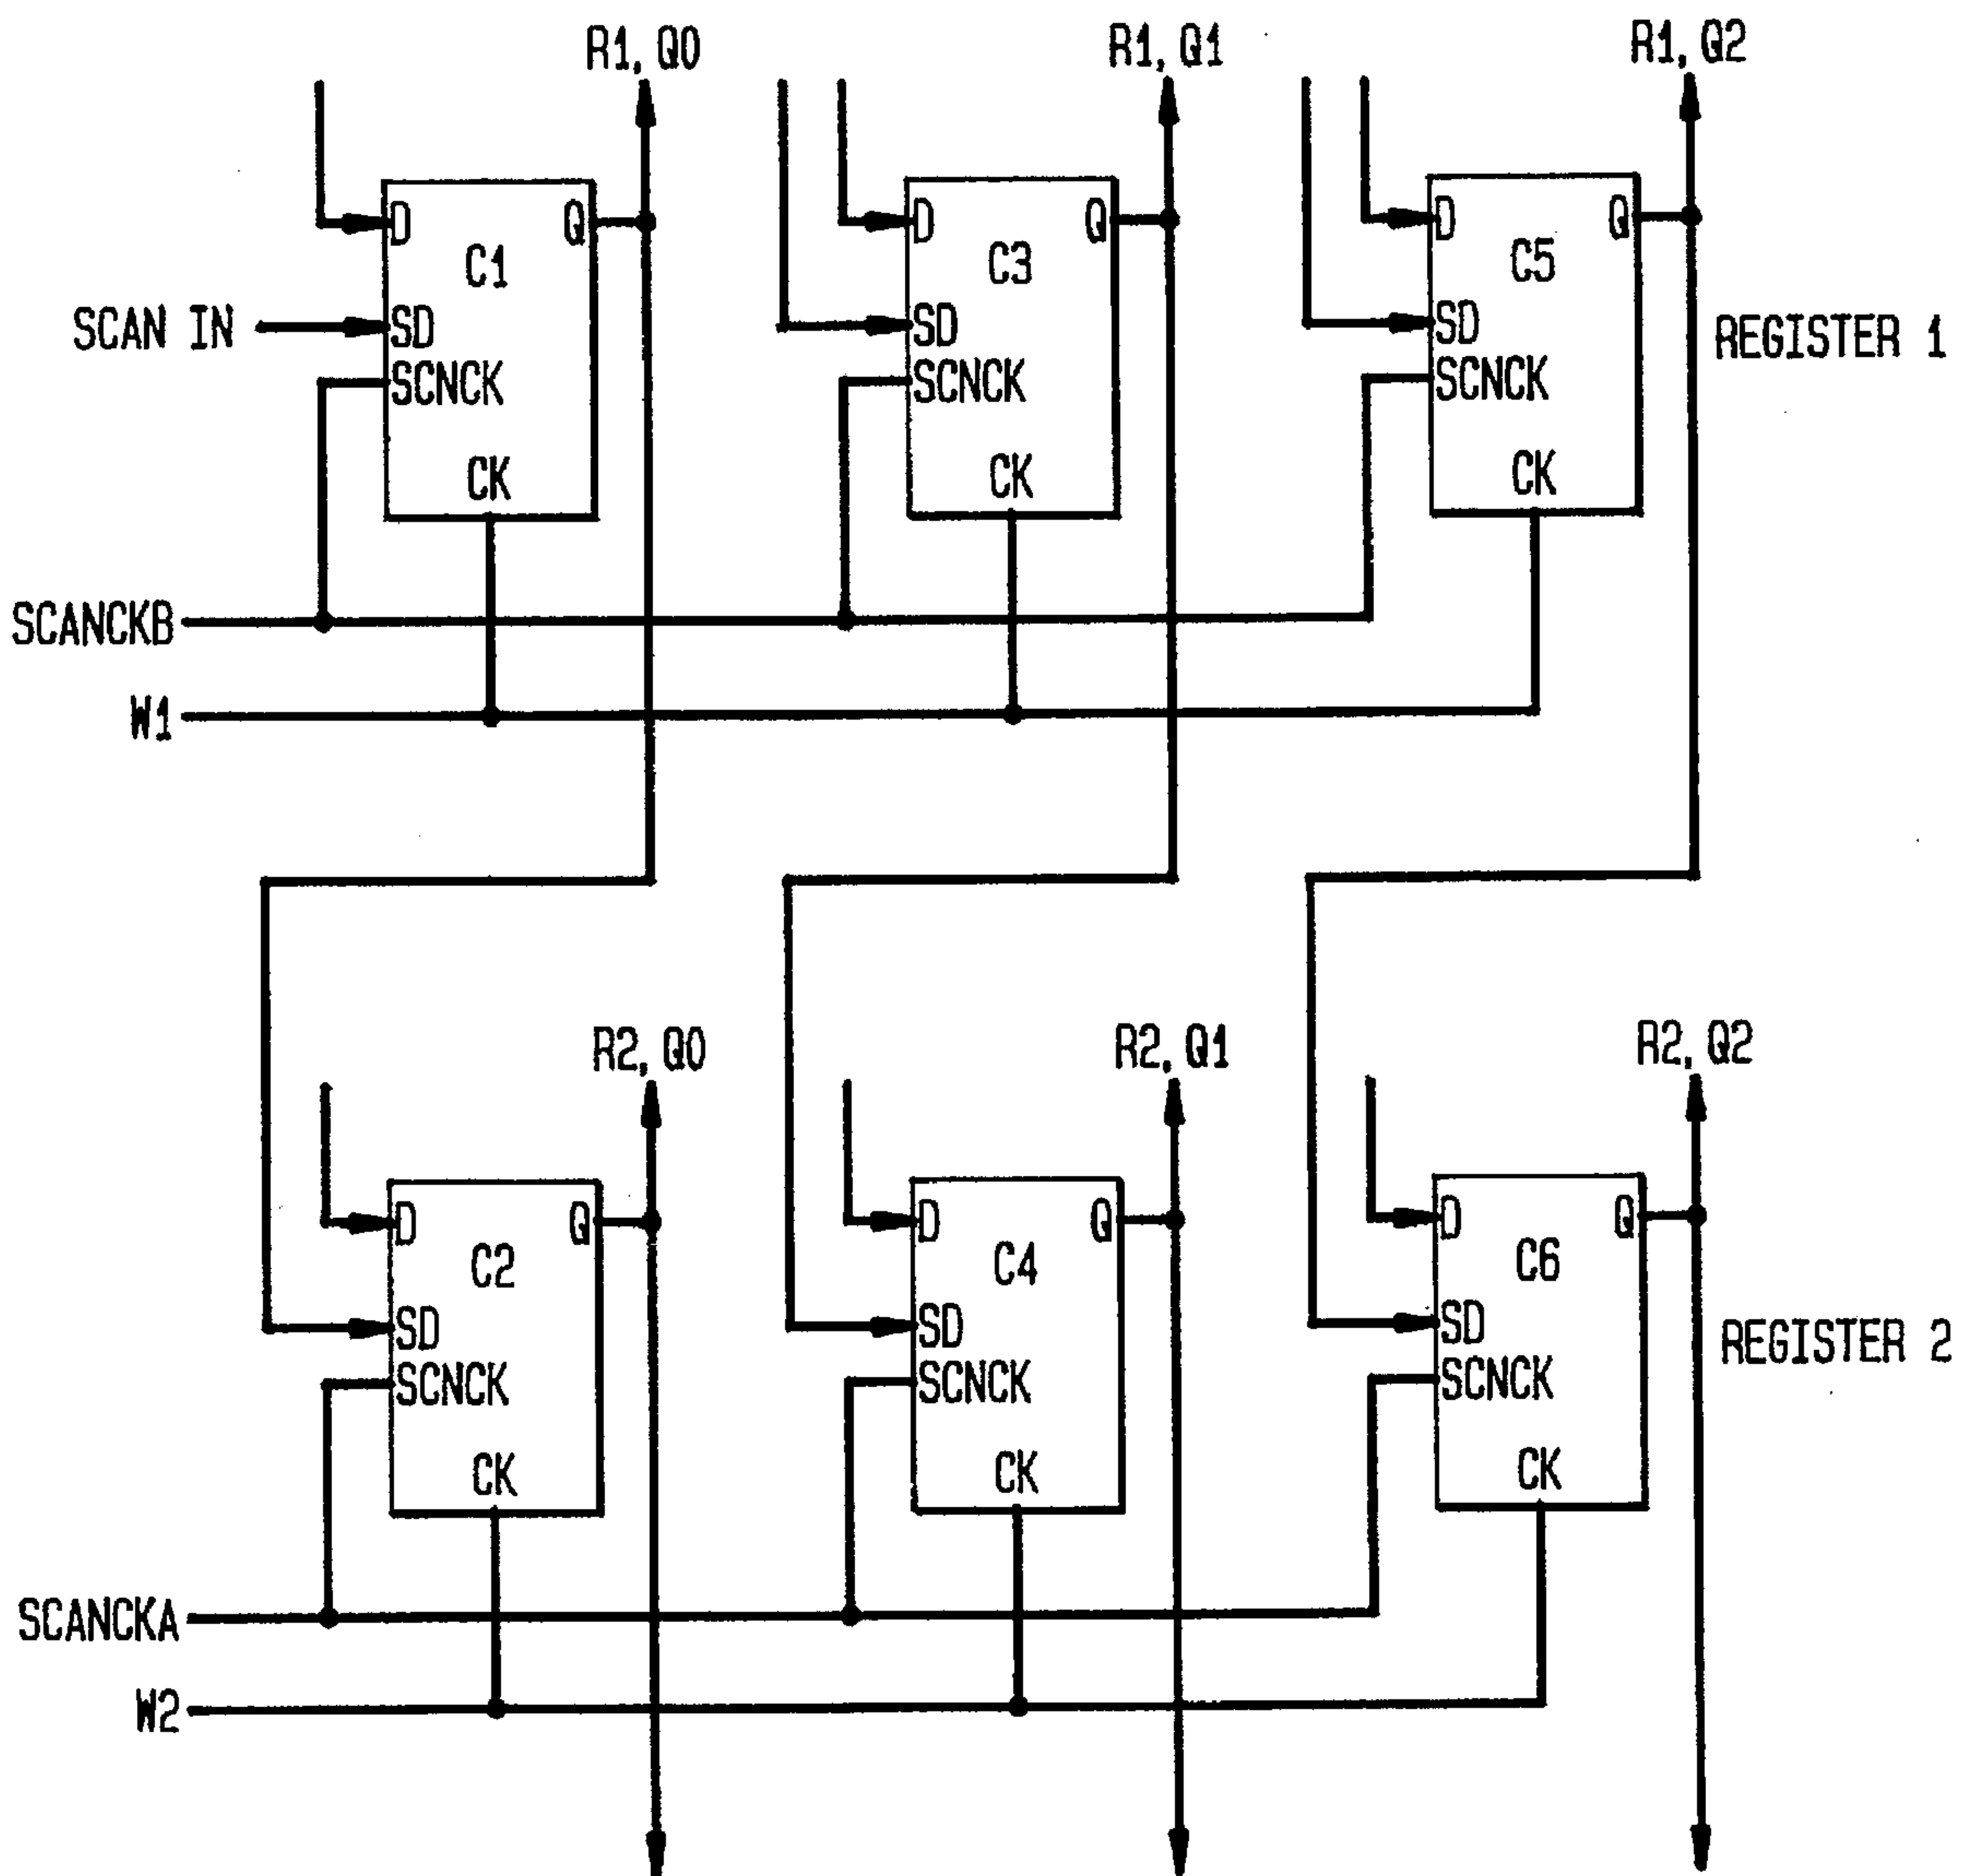 R1, Q0
R1, Q1
R1, Q2
D
Q
C1
SCAN IN
SD
SCNCK
CK
D
Q
C3
SD
SCNCK
CK
D
Q
C5
SD
SCNCK
CK
REGISTER 1
SCANCKB
W1
R2, Q0
R2, Q1
R2, Q2
D
Q
C2
SD
SCNCK
CK
D
Q
C4
SD
SCNCK
CK
D
Q
C6
SD
SCNCK
CK
REGISTER 2
SCANCKA
W2